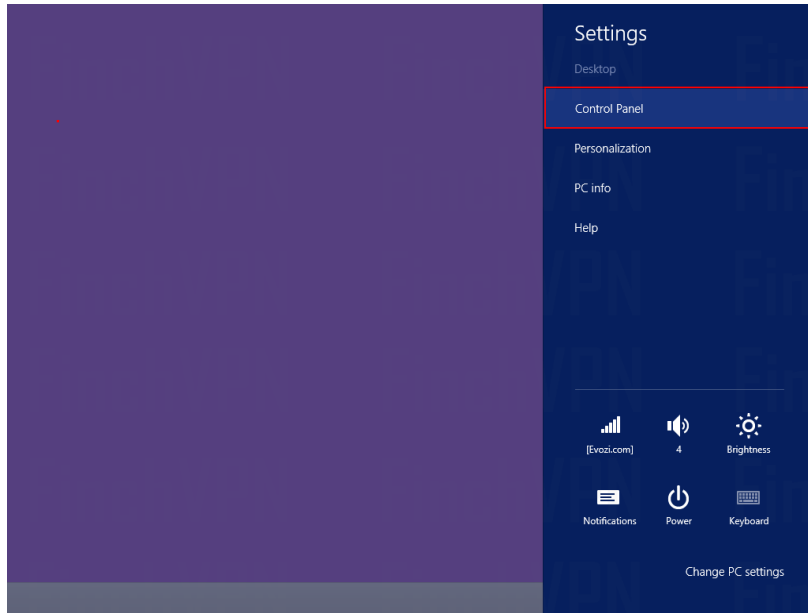 Settings
Desktop
Control Panel
Personalization
PC info
Help
[Evozi.com] 4 Brightness
Notifications Power Keyboard
Change PC settings